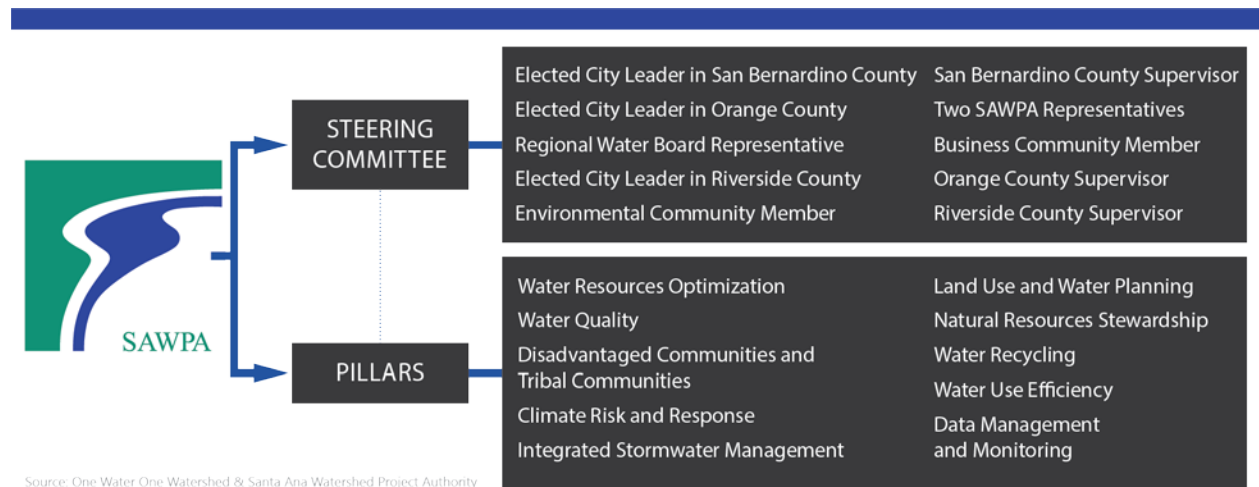 STEERING
COMMITTEE
Elected City Leader in San Bernardino County
Elected City Leader in Orange County
Regional Water Board Representative
Elected City Leader in Riverside County
Environmental Community Member
San Bernardino County Supervisor
Two SAWPA Representatives
Business Community Member
Orange County Supervisor
Riverside County Supervisor
SAWPA
PILLARS
Water Resources Optimization
Water Quality
Disadvantaged Communities and
Tribal Communities
Climate Risk and Response
Integrated Stormwater Management
Land Use and Water Planning
Natural Resources Stewardship
Water Recycling
Water Use Efficiency
Data Management
and Monitoring
Source: One Water One Watershed & Santa Ana Watershed Project Authority